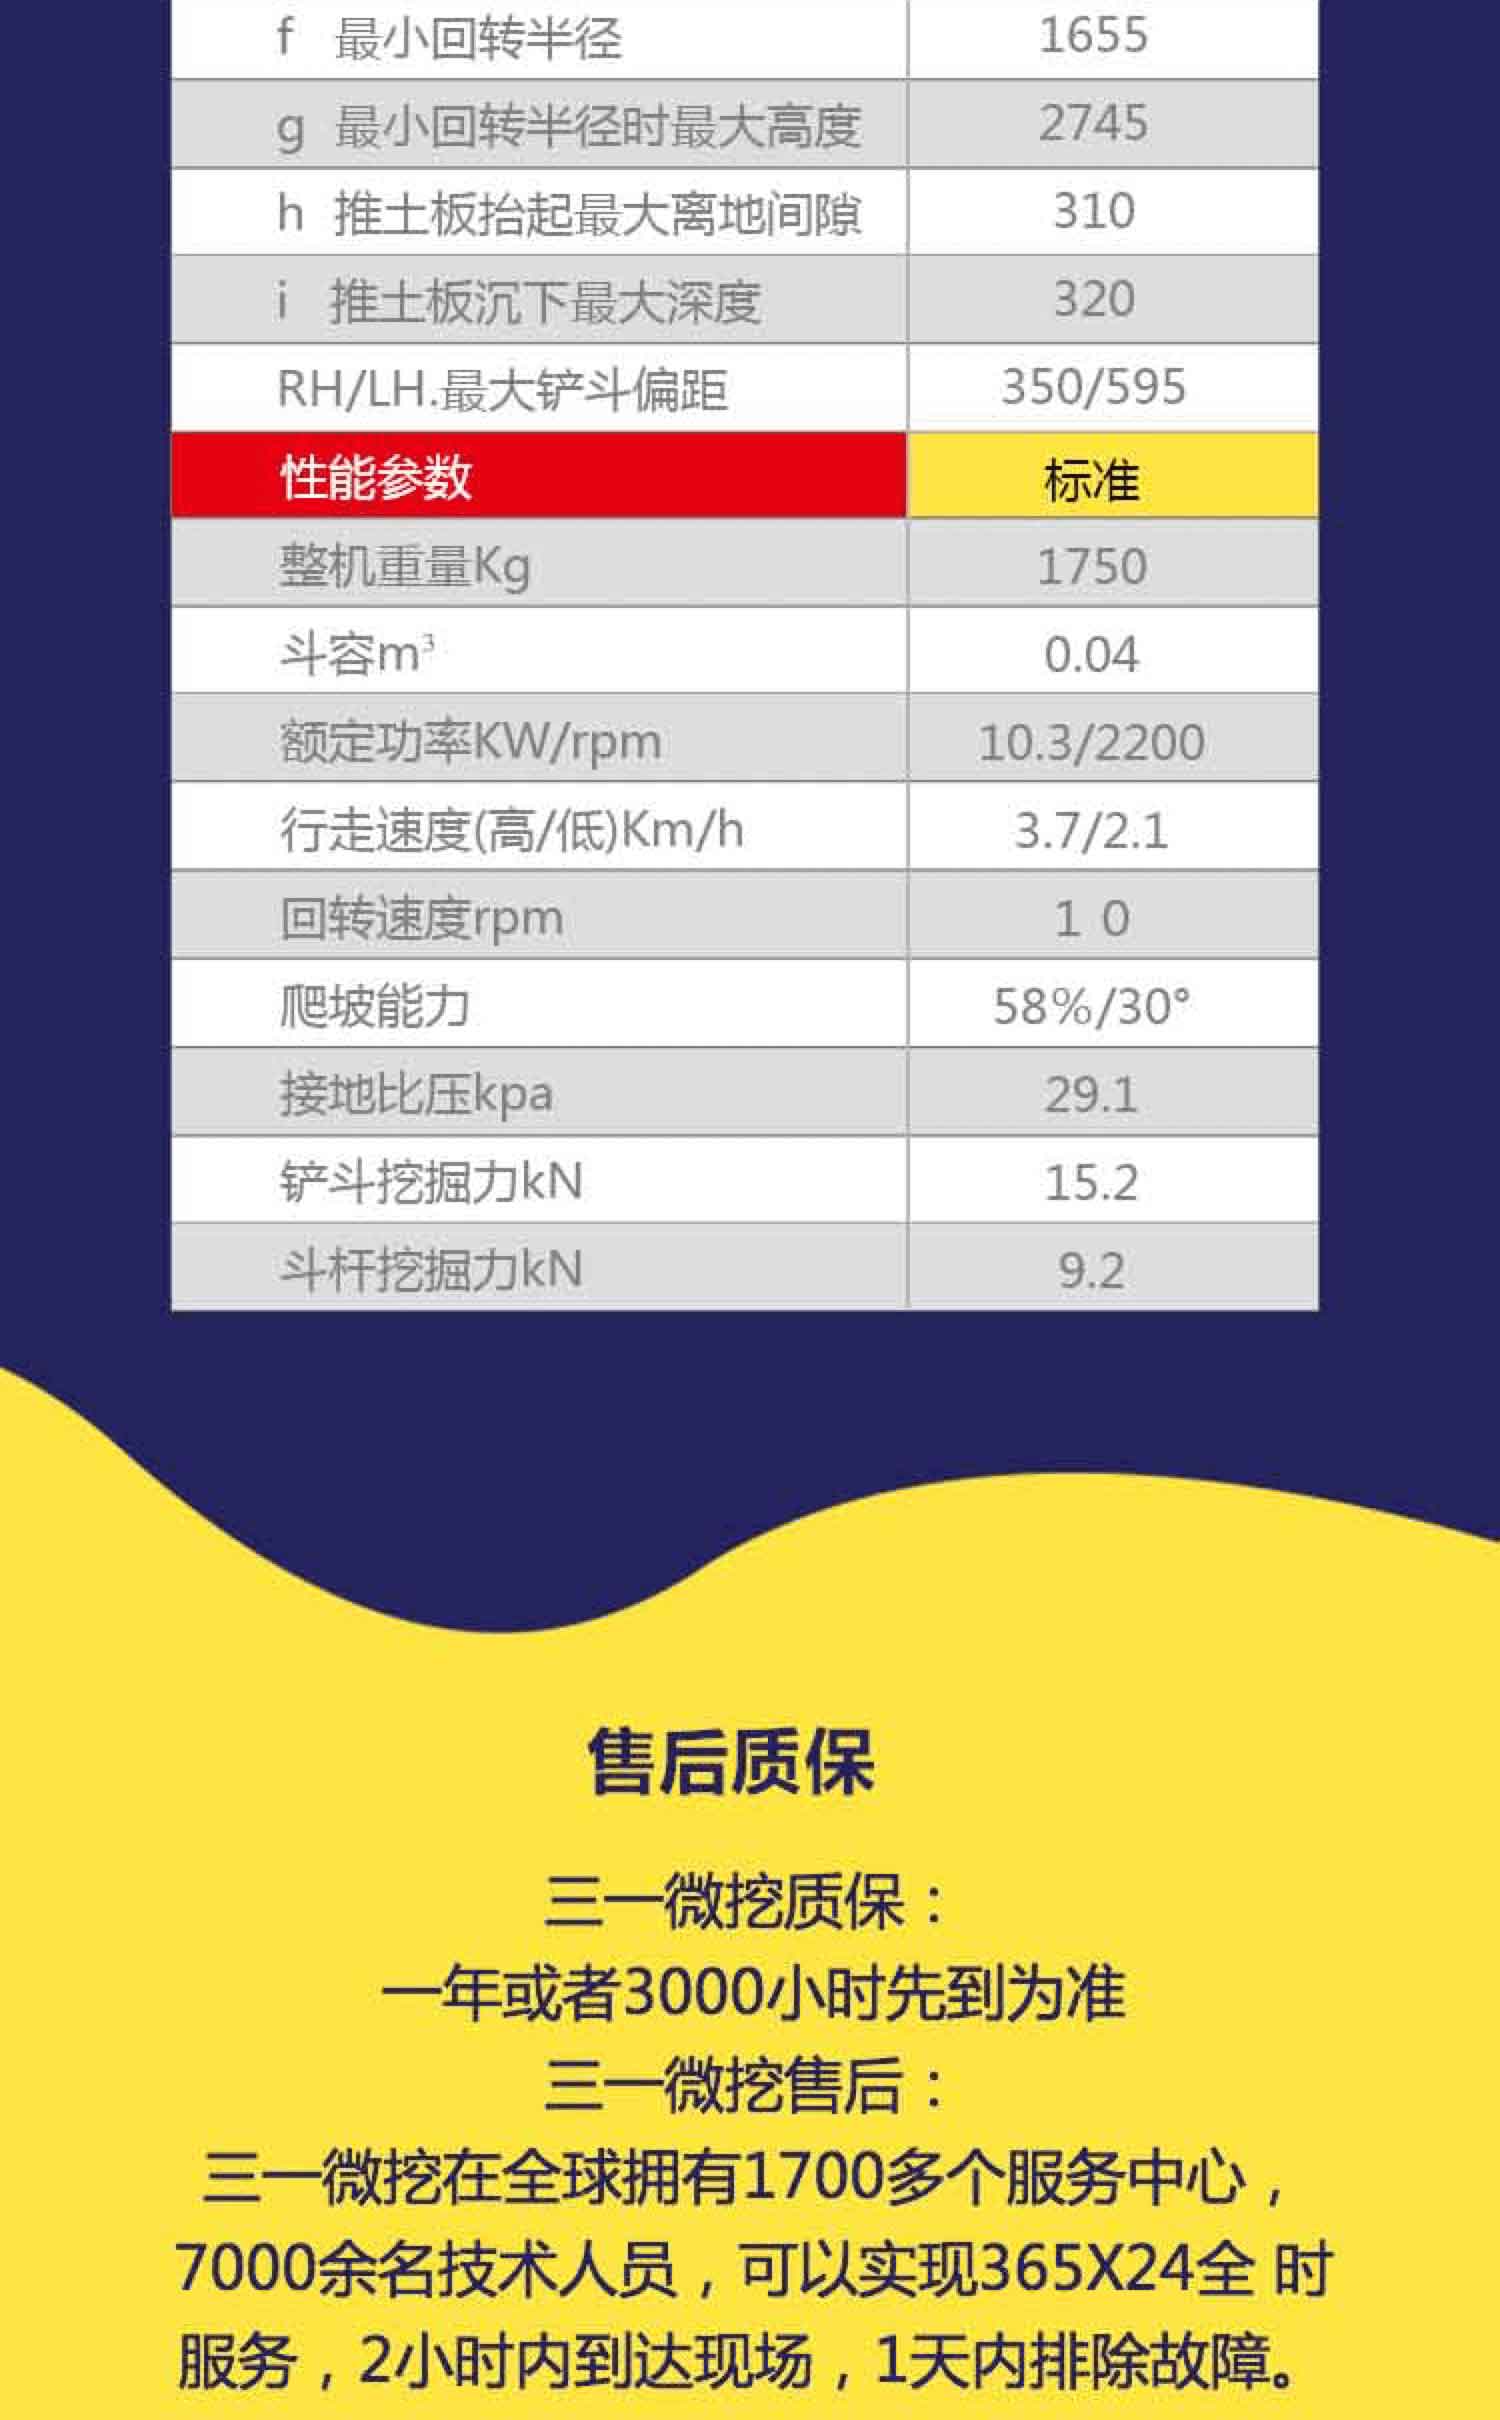 f 最小回转半径 1655
g 最小回转半径时最大高度 2745
h 推土板抬起最大离地间隙 310
i 推土板沉下最大深度 320
RH/LH.最大铲斗偏距 350/595
性能参数 标准
整机重量Kg 1750
斗容m³ 0.04
额定功率KW/rpm 10.3/2200
行走速度(高/低)Km/h 3.7/2.1
回转速度rpm 1 0
爬坡能力 58%/30°
接地比压kpa 29.1
铲斗挖掘力kN 15.2
斗杆挖掘力kN 9.2
售后质保
三一微挖质保：
一年或者3000小时先到为准
三一微挖售后：
三一微挖在全球拥有1700多个服务中心，
7000余名技术人员，可以实现365X24全 时
服务，2小时内到达现场，1天内排除故障。